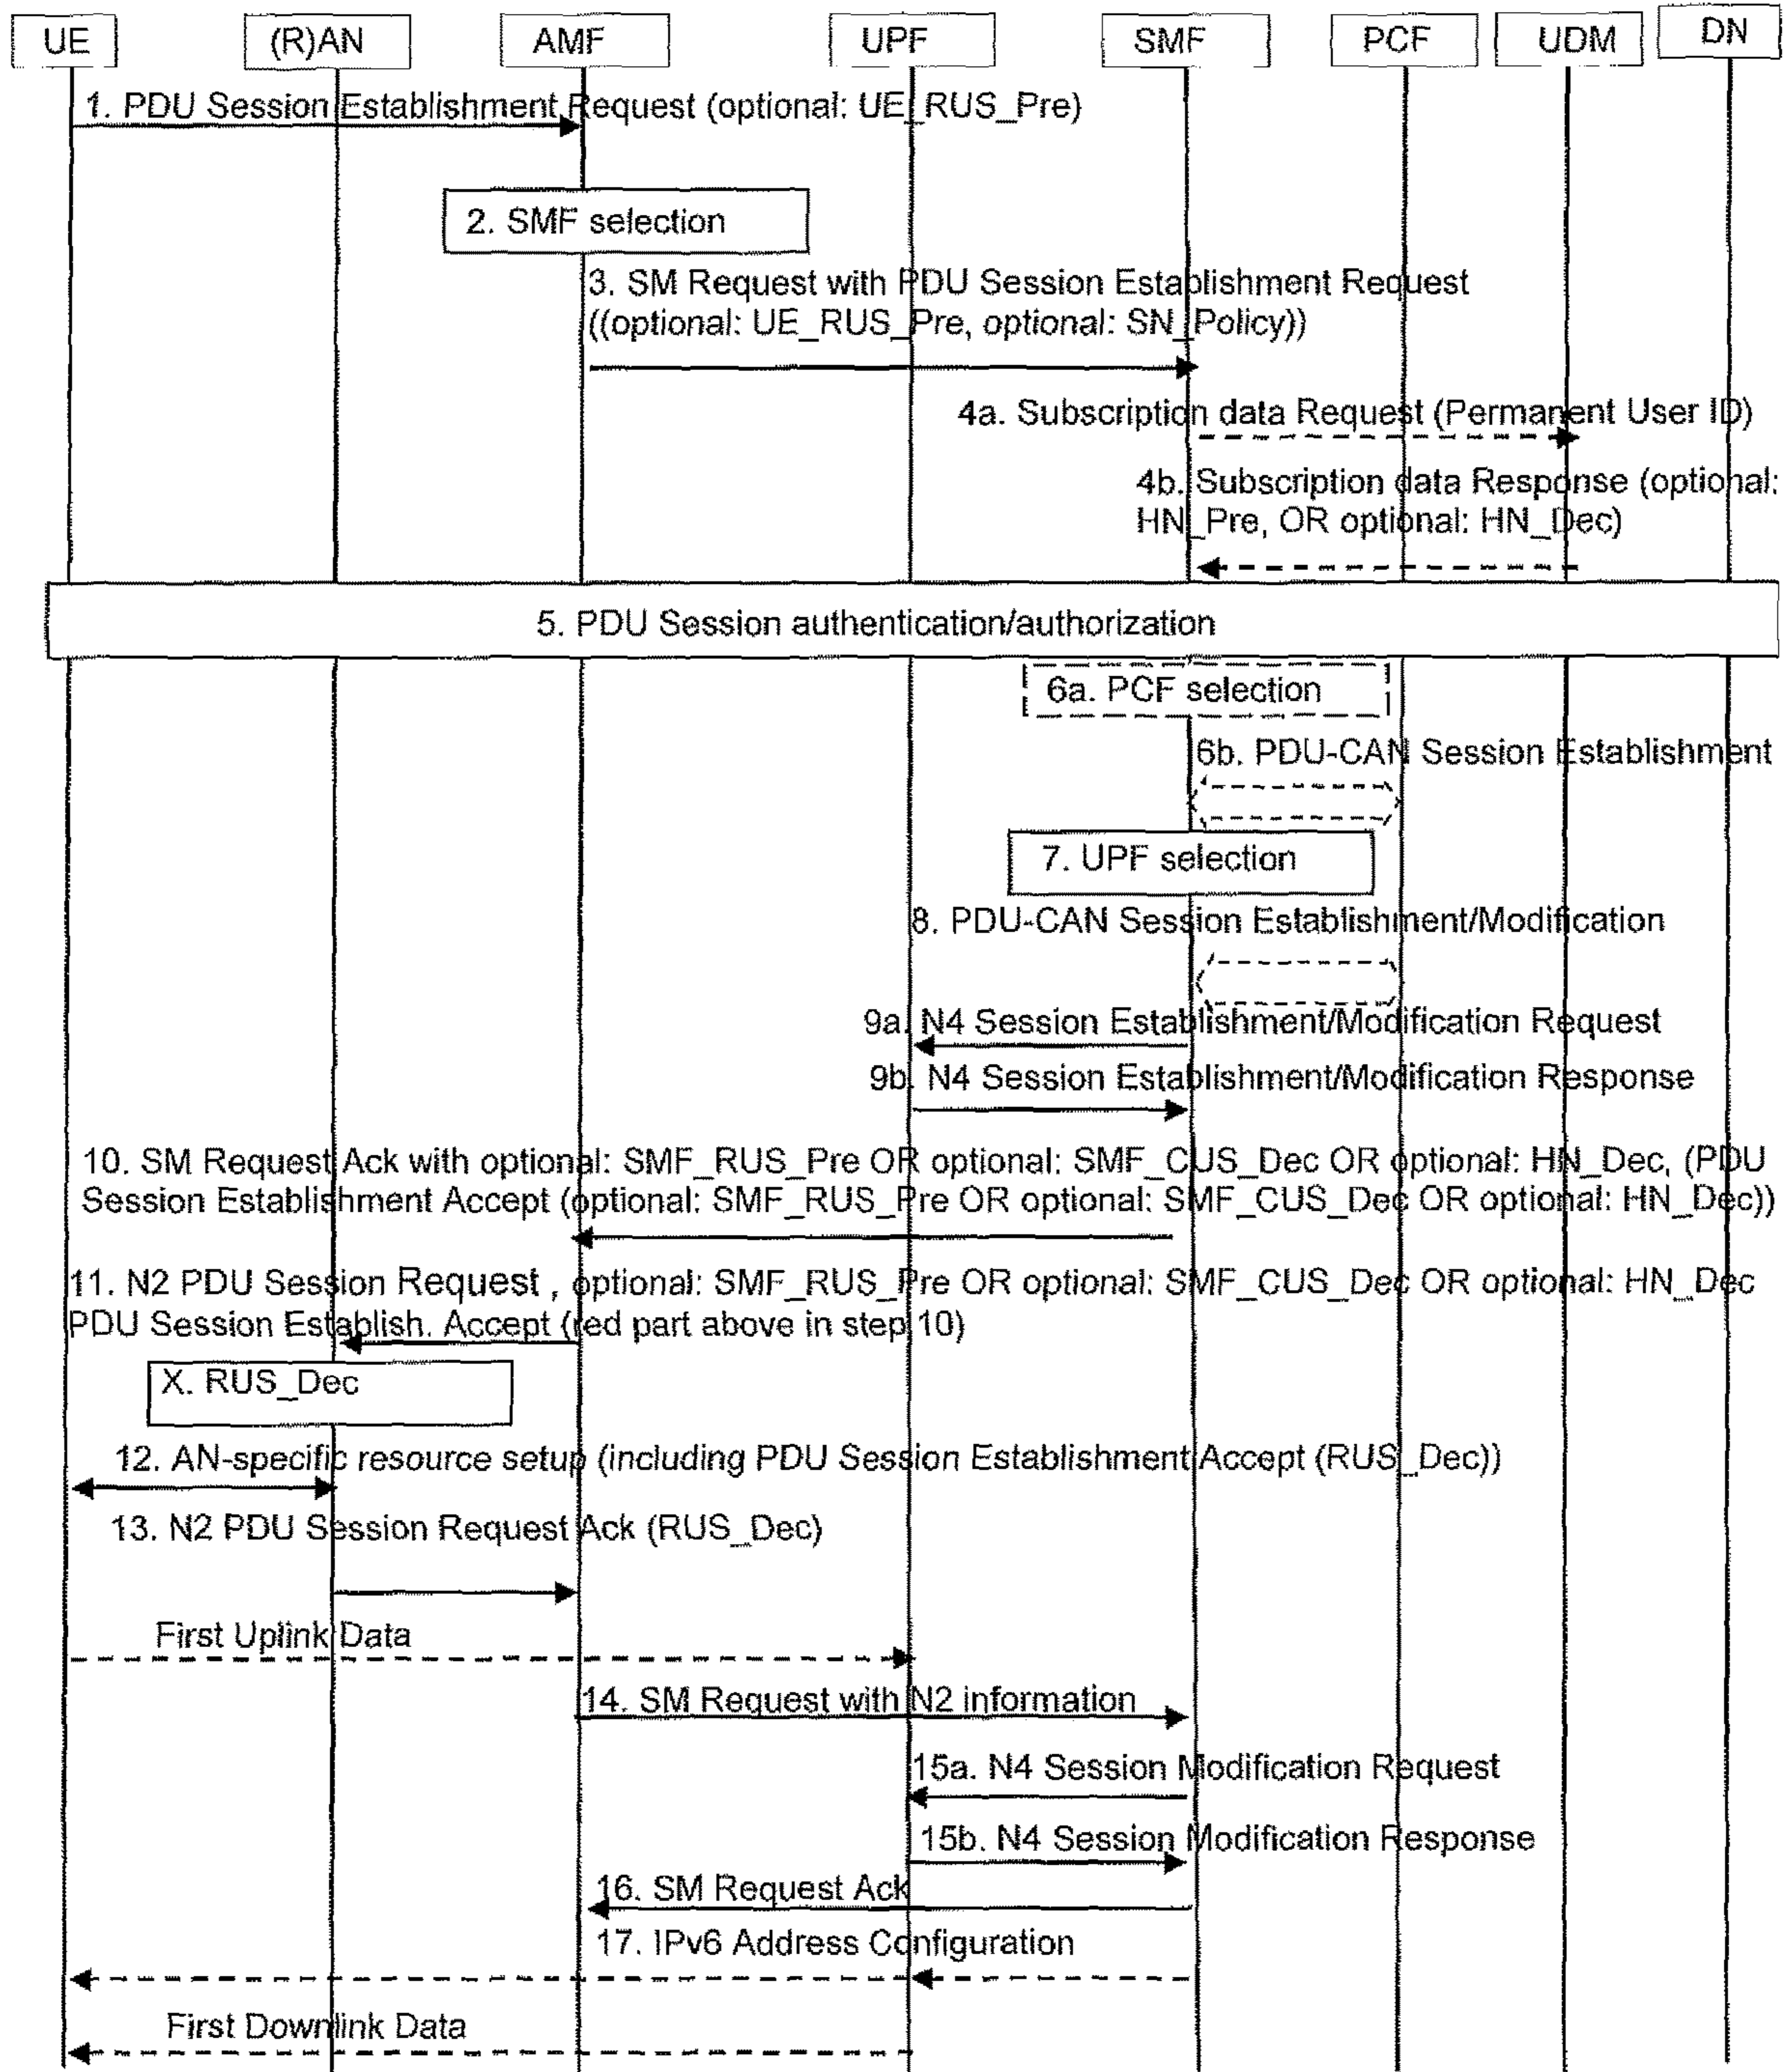 UE (R)AN AMF UPF SMF PCF UDM DN
1. PDU Session Establishment Request (optional: UE_RUS_Pre)
2. SMF selection
3. SM Request with PDU Session Establishment Request
((optional: UE_RUS_Pre, optional: SN_Policy))
4a. Subscription data Request (Permanent User ID)
4b. Subscription data Response (optional:
HN_Pre, OR optional: HN_Dec)
5. PDU Session authentication/authorization
6a. PCF selection
6b. PDU-CAN Session Establishment
7. UPF selection
8. PDU-CAN Session Establishment/Modification
9a. N4 Session Establishment/Modification Request
9b. N4 Session Establishment/Modification Response
10. SM Request Ack with optional: SMF_RUS_Pre OR optional: SMF_CUS_Dec OR optional: HN_Dec, (PDU
Session Establishment Accept (optional: SMF_RUS_Pre OR optional: SMF_CUS_Dec OR optional: HN_Dec))
11. N2 PDU Session Request , optional: SMF_RUS_Pre OR optional: SMF_CUS_Dec OR optional: HN_Dec
PDU Session Establish. Accept (red part above in step 10)
X. RUS_Dec
12. AN-specific resource setup (including PDU Session Establishment Accept (RUS_Dec))
13. N2 PDU Session Request Ack (RUS_Dec)
First Uplink Data
14. SM Request with N2 information
15a. N4 Session Modification Request
15b. N4 Session Modification Response
16. SM Request Ack
17. IPv6 Address Configuration
First Downlink Data